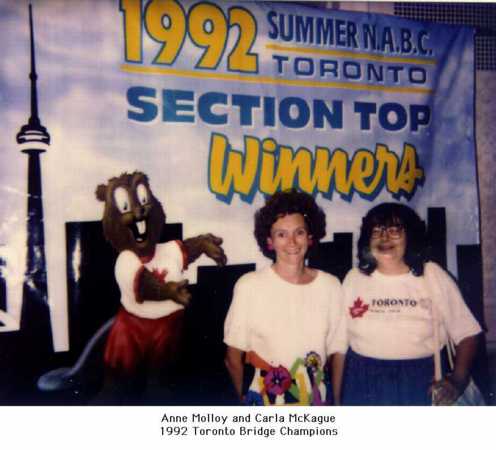 1992 SUMMER N.A.B.C.
TORONTO
SECTION TOP
Winners
TORONTO
Anne Molloy and Carla McKague
1992 Toronto Bridge Champions